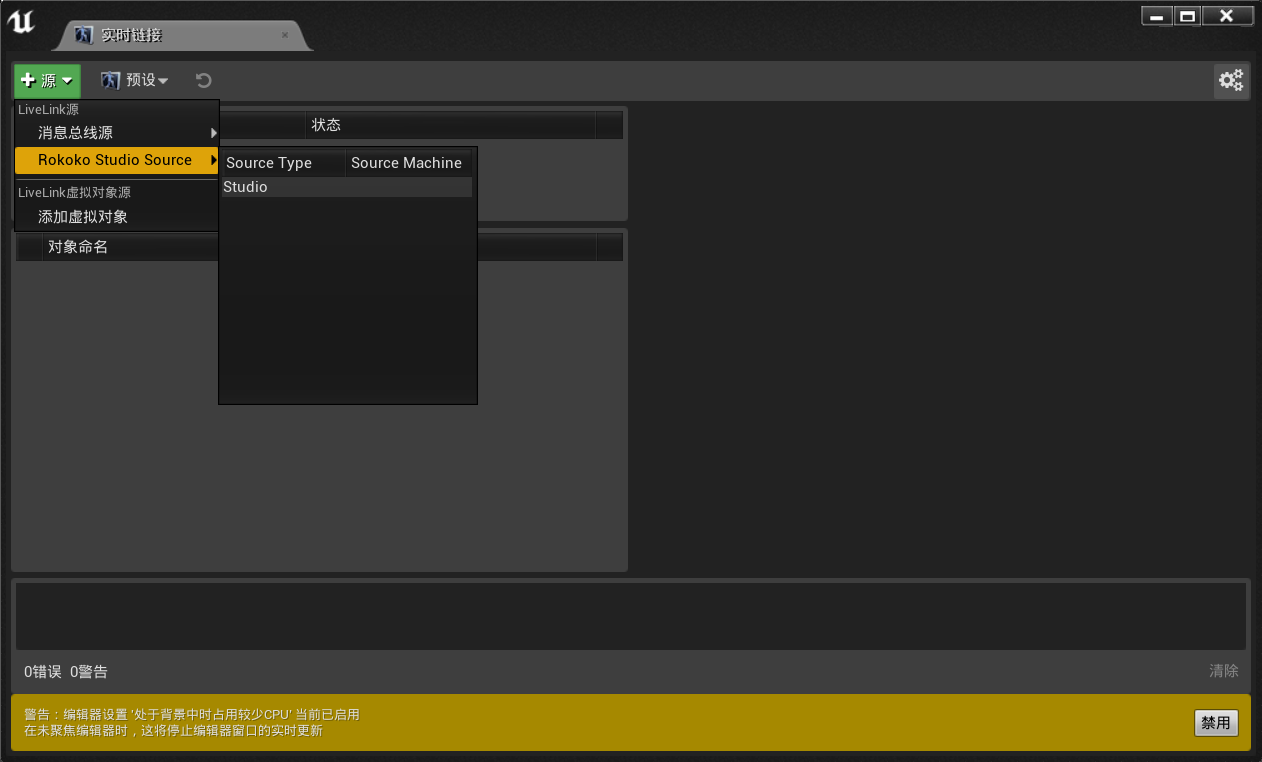 实时链接
源
预设
LiveLink源
消息总线源
Rokoko Studio Source
LiveLink虚拟对象源
添加虚拟对象
状态
Source Type Source Machine
Studio
对象命名
0错误 0警告
清除
警告：编辑器设置 '处于背景中时占用较少CPU' 当前已启用
在未聚焦编辑器时，这将停止编辑器窗口的实时更新
禁用